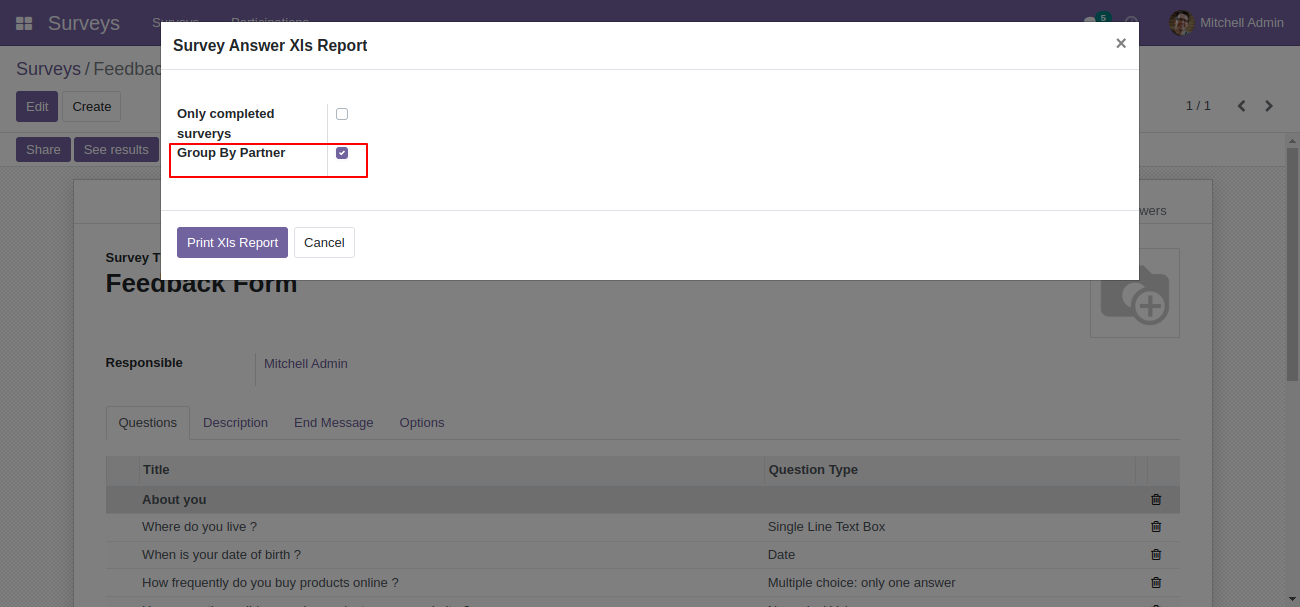 Surveys Surveys Participations 5 Mitchell Admin
Survey Answer Xls Report ×
Surveys / Feedbac
Edit Create 1 / 1
Only completed
surverys
Group By Partner
Share See results
wers
Print Xls Report Cancel
Survey T
Feedback Form
Responsible Mitchell Admin
Questions Description End Message Options
Title Question Type
About you
Where do you live ? Single Line Text Box
When is your date of birth ? Date
How frequently do you buy products online ? Multiple choice: only one answer